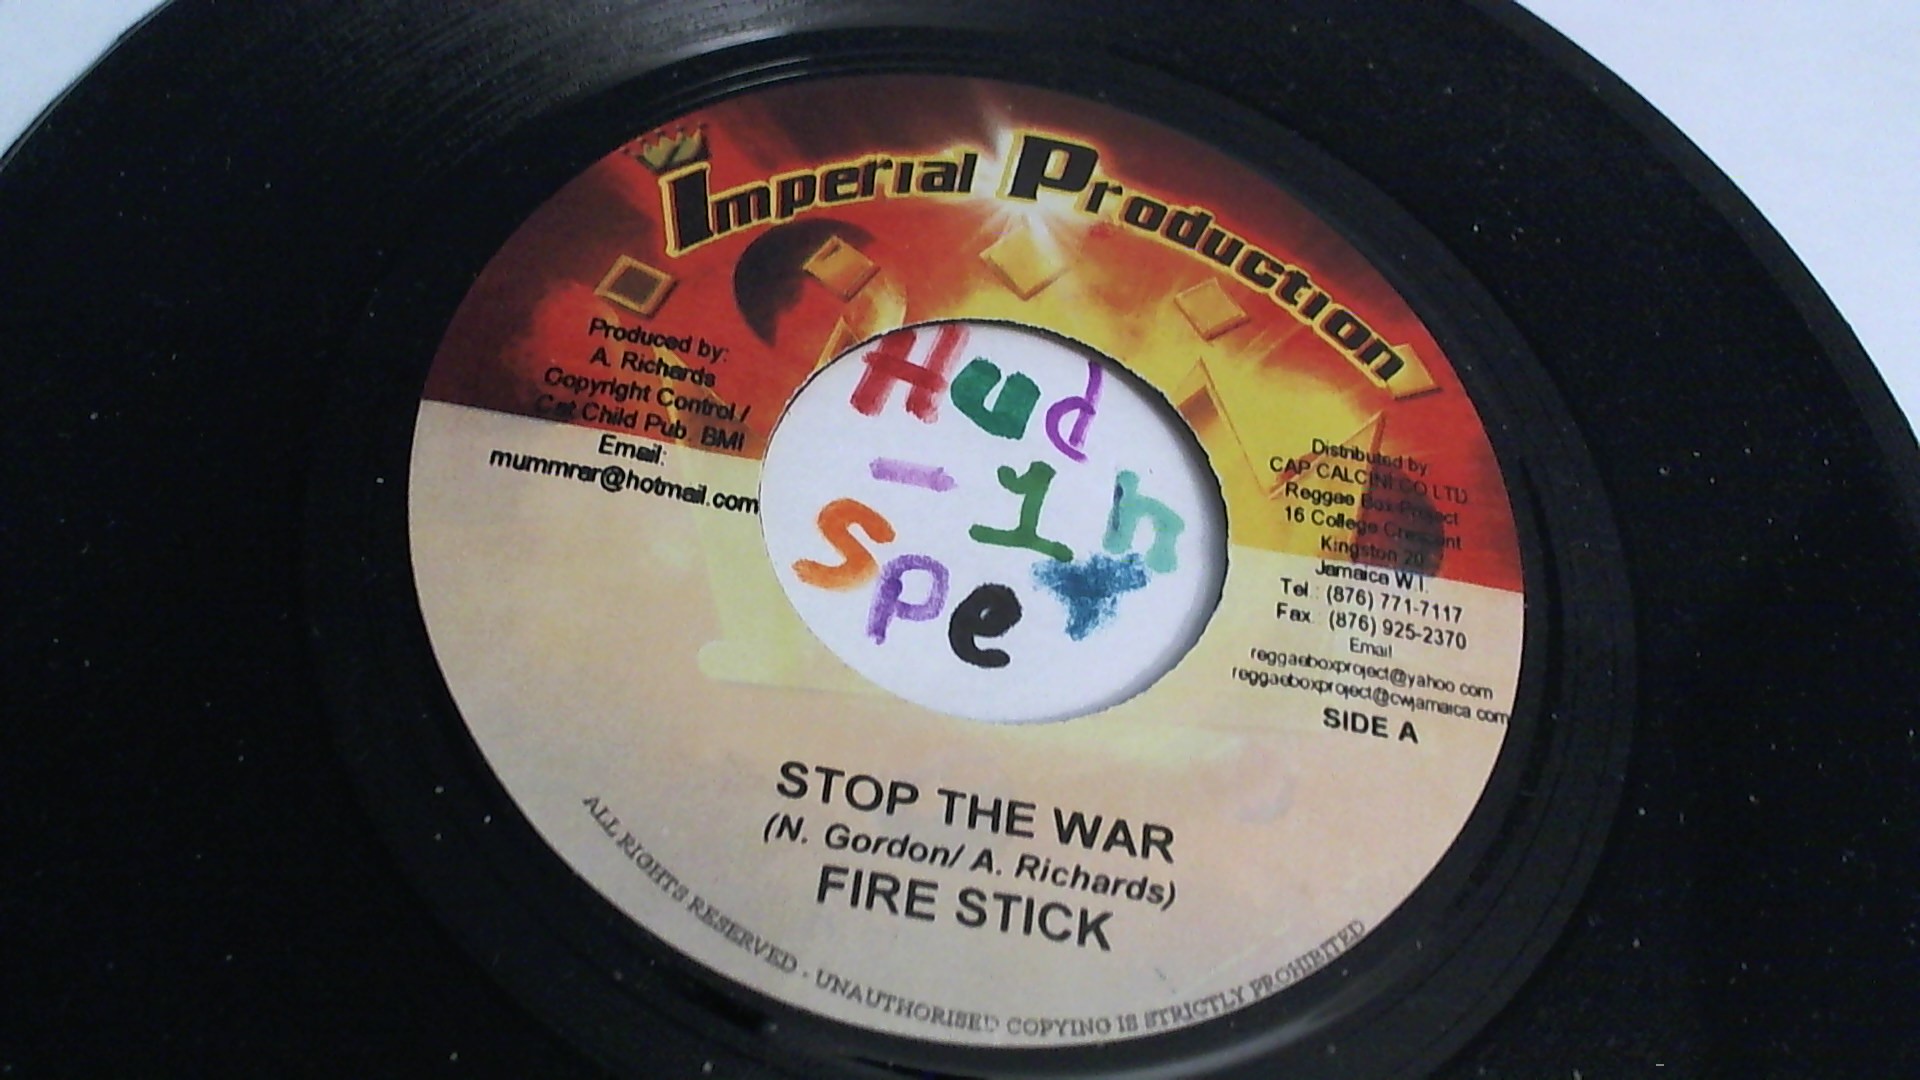 Imperial Production
Produced by:
A. Richards
Copyright Control /
Cat Child Pub. BMI
Email:
mummrar@hotmail.com
Hud
- In
Spey
Distributed by
CAP CALCINI CO LTD
Reggae Box Project
16 College Crescent
Kingston 20
Jamaica W.I.
Tel.: (876) 771-7117
Fax.: (876) 925-2370
Email
reggaeboxproject@yahoo.com
reggaeboxproject@cwjamaica.com
SIDE A
STOP THE WAR
(N. Gordon/ A. Richards)
FIRE STICK
ALL RIGHTS RESERVED . UNAUTHORISED COPYING IS STRICTLY PROHIBITED